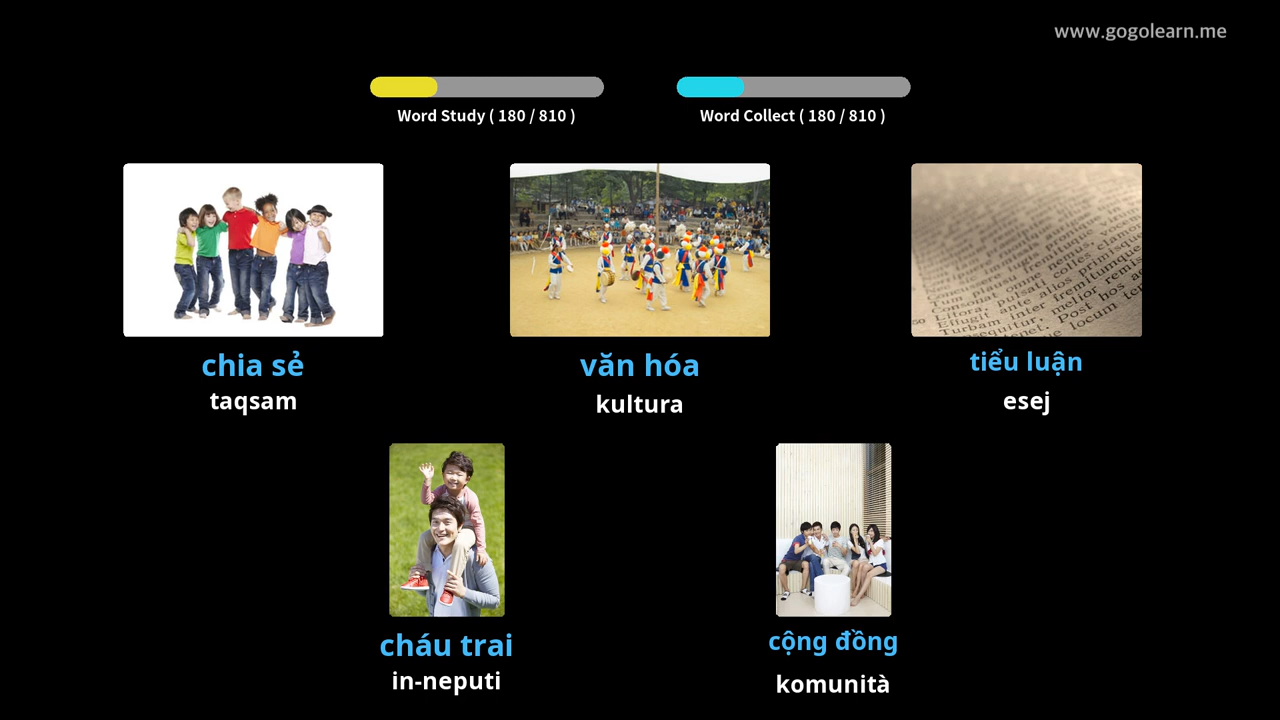 www.gogolearn.me
Word Study ( 180 / 810 )
Word Collect ( 180 / 810 )
chia sẻ
taqsam
văn hóa
kultura
tiểu luận
esej
cháu trai
in-neputi
cộng đồng
komunità